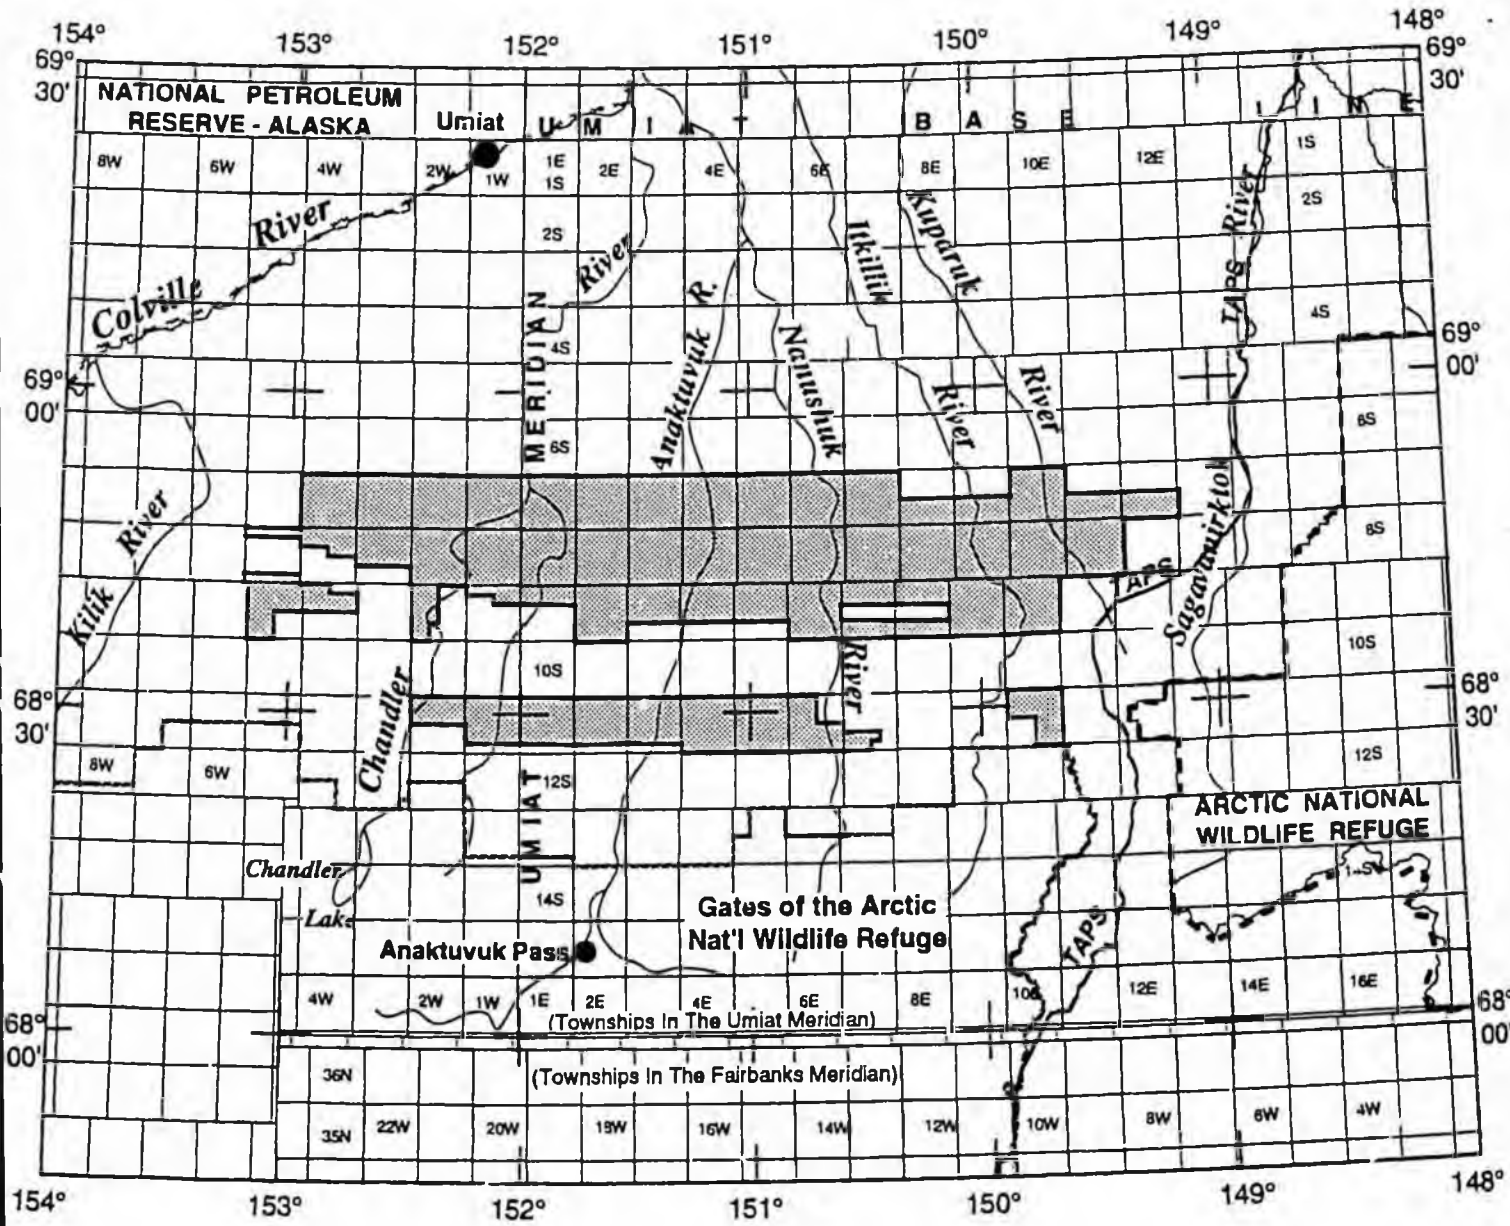 154° 153° 152° 151° 150° 149° 148°
69° 30' 69° 30'
NATIONAL PETROLEUM
RESERVE - ALASKA
Umiat
U M I A T B A S E L I N E
8W 6W 4W 2W 1W 1E 2E 4E 6E 8E 10E 12E 1S
1S
2S 2S
Colville River
River
Anaktuvuk R.
Nanushuk River
Itkillik River
Kuparuk River
TAPS River
4S 4S
69° 00' 69° 00'
UMIAT MERIDIAN
6S 6S
Kilik River
Sagavanirktok
8S
APS
10S 10S
68° 30' 68° 30'
Chandler
8W 6W 12S 12S
ARCTIC NATIONAL
WILDLIFE REFUGE
Chandler
Lake
14S
Gates of the Arctic
Nat'l Wildlife Refuge
Anaktuvuk Pass
TAPS
4W 2W 1W 1E 2E 4E 6E 8E 12E 14E 16E
68° 00' 68° 00'
(Townships In The Umiat Meridian)
36N
(Townships In The Fairbanks Meridian)
35N 22W 20W 18W 16W 14W 12W 10W 8W 6W 4W
154° 153° 152° 151° 150° 149° 148°